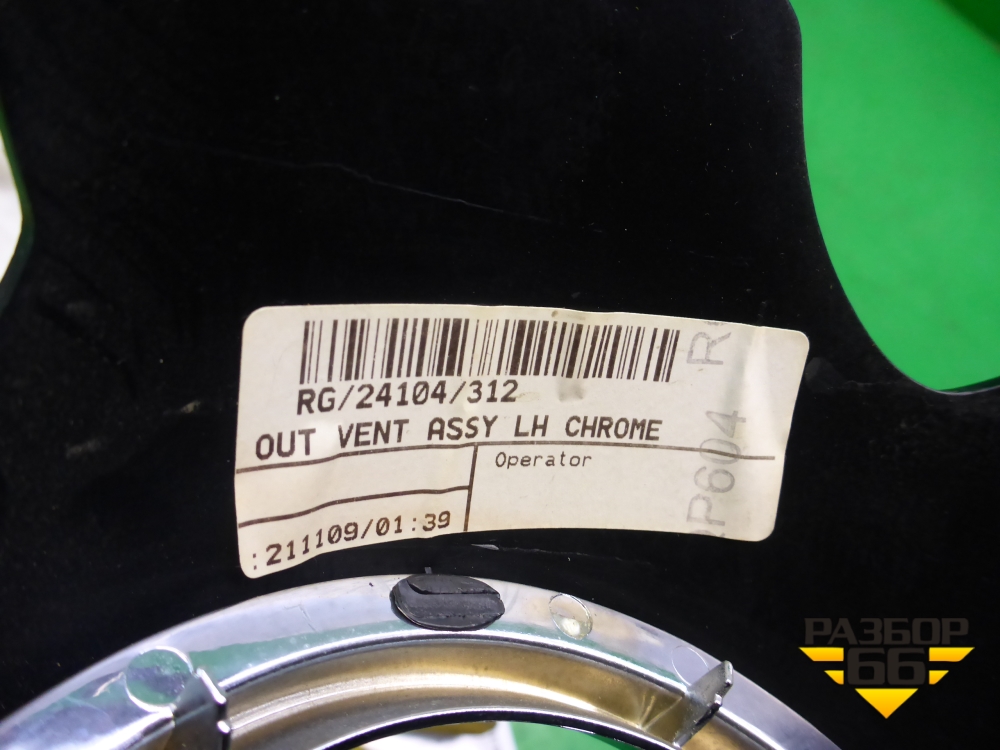 RG/24104/312
OUT VENT ASSY LH CHROME
Operator
:211109/01:39
P604
РАЗБОР
66